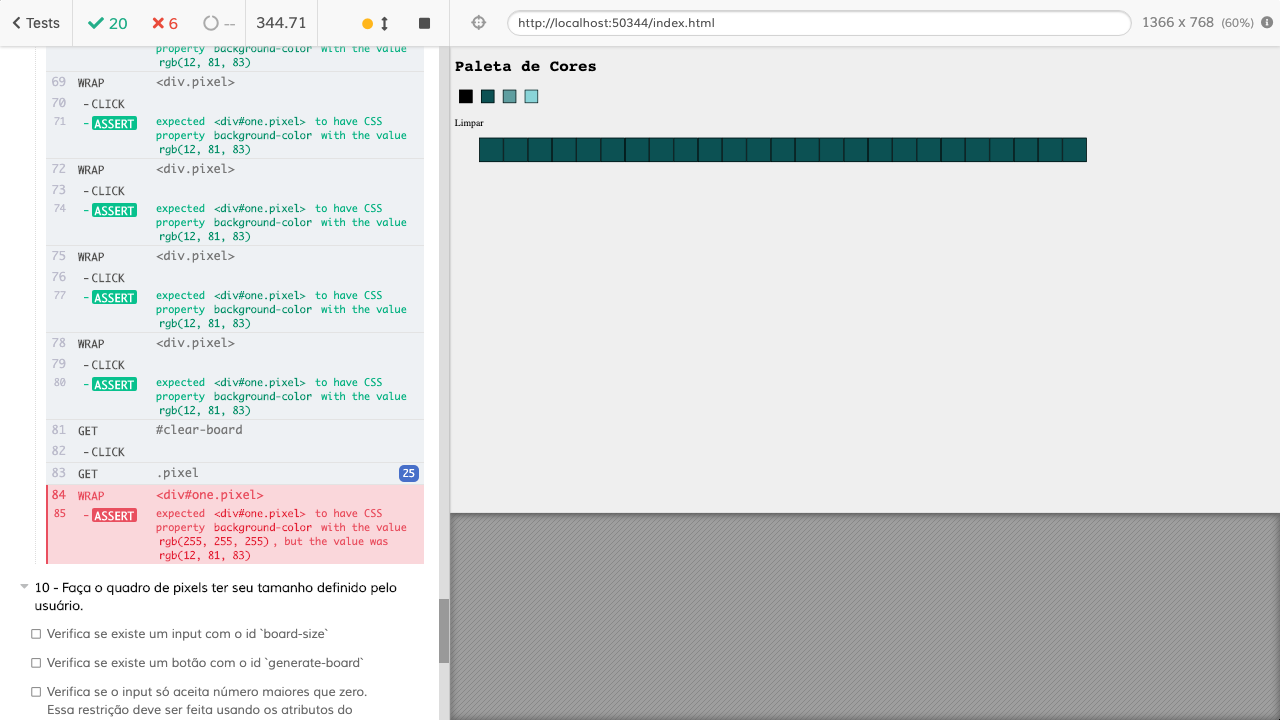 Tests
20
6
--
344.71
http://localhost:50344/index.html
1366 x 768 (60%)
property background-color with the value
rgb(12, 81, 83)
69 WRAP <div.pixel>
70 -CLICK
71 -ASSERT expected <div#one.pixel> to have CSS
property background-color with the value
rgb(12, 81, 83)
72 WRAP <div.pixel>
73 -CLICK
74 -ASSERT expected <div#one.pixel> to have CSS
property background-color with the value
rgb(12, 81, 83)
75 WRAP <div.pixel>
76 -CLICK
77 -ASSERT expected <div#one.pixel> to have CSS
property background-color with the value
rgb(12, 81, 83)
78 WRAP <div.pixel>
79 -CLICK
80 -ASSERT expected <div#one.pixel> to have CSS
property background-color with the value
rgb(12, 81, 83)
81 GET #clear-board
82 -CLICK
83 GET .pixel 25
84 WRAP <div#one.pixel>
85 -ASSERT expected <div#one.pixel> to have CSS
property background-color with the value
rgb(255, 255, 255), but the value was
rgb(12, 81, 83)
10 - Faça o quadro de pixels ter seu tamanho definido pelo
usuário.
Verifica se existe um input com o id `board-size`
Verifica se existe um botão com o id `generate-board`
Verifica se o input só aceita número maiores que zero.
Essa restrição deve ser feita usando os atributos do
Paleta de Cores
Limpar